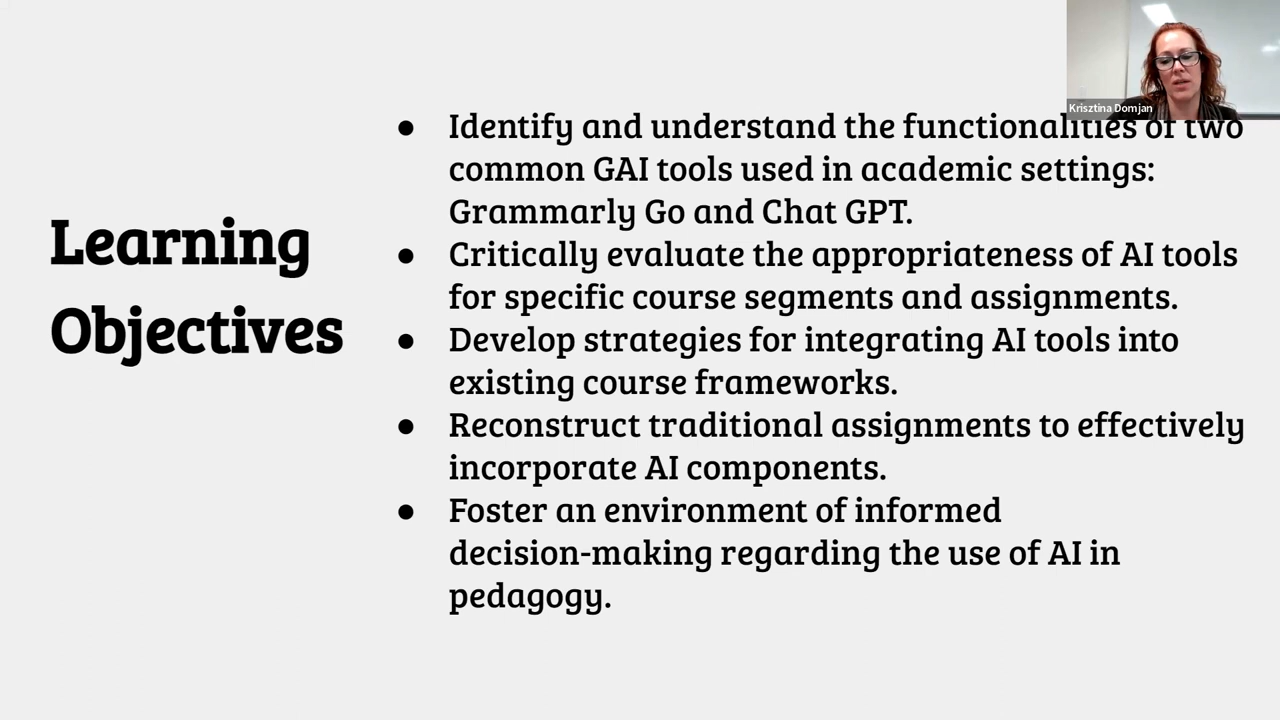 Krisztina Domjan
Learning
Objectives
● Identify and understand the functionalities of two
common GAI tools used in academic settings:
Grammarly Go and Chat GPT.
● Critically evaluate the appropriateness of AI tools
for specific course segments and assignments.
● Develop strategies for integrating AI tools into
existing course frameworks.
● Reconstruct traditional assignments to effectively
incorporate AI components.
● Foster an environment of informed
decision-making regarding the use of AI in
pedagogy.